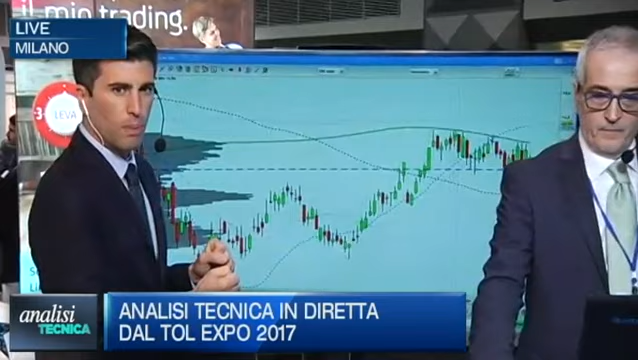 il mio trading.
LIVE
MILANO
LEVA
analisi
TECNICA
ANALISI TECNICA IN DIRETTA
DAL TOL EXPO 2017